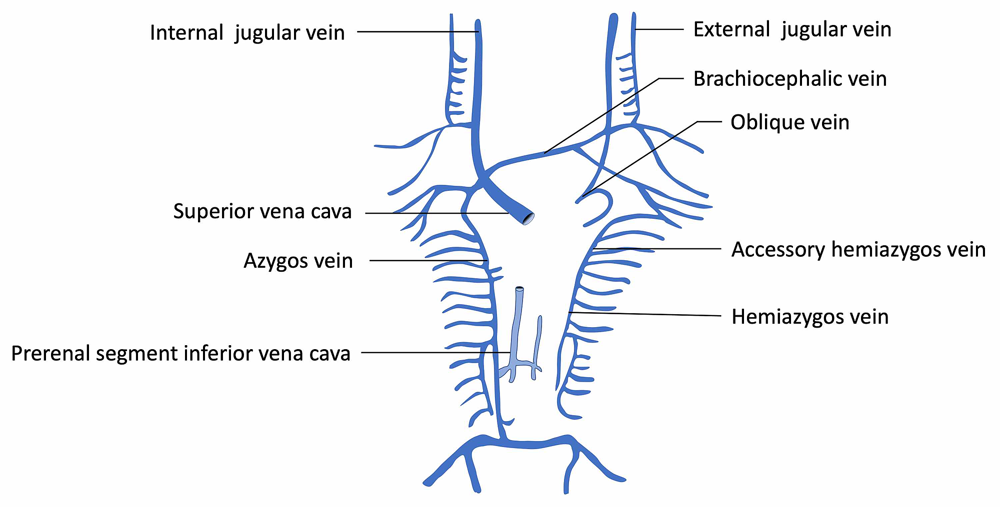 Internal jugular vein
External jugular vein
Brachiocephalic vein
Oblique vein
Superior vena cava
Accessory hemiazygos vein
Azygos vein
Hemiazygos vein
Prerenal segment inferior vena cava